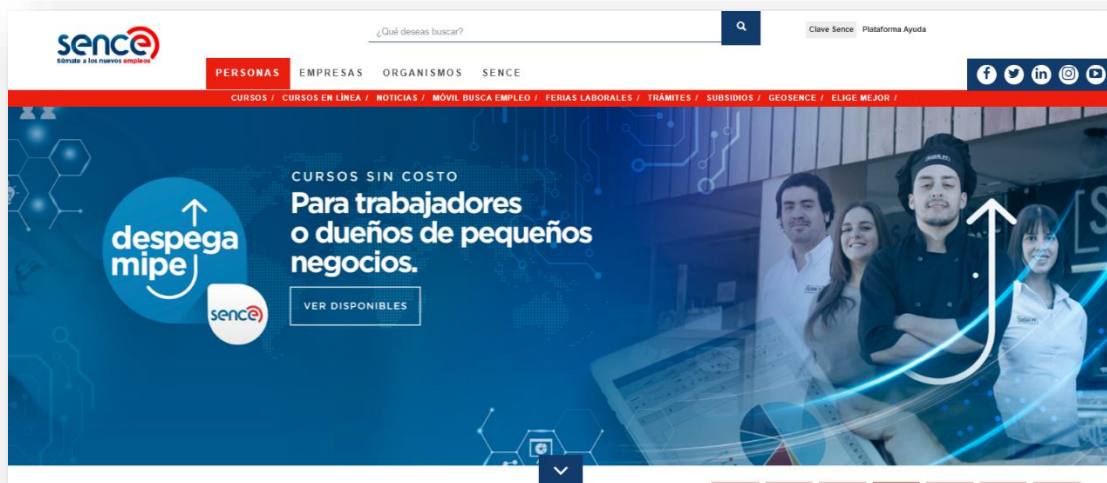 sence
Súmate a los nuevos empleos
¿Qué deseas buscar?
Clave Sence Plataforma Ayuda
PERSONAS EMPRESAS ORGANISMOS SENCE
CURSOS / CURSOS EN LÍNEA / NOTICIAS / MÓVIL BUSCA EMPLEO / FERIAS LABORALES / TRÁMITES / SUBSIDIOS / GEOSENCE / ELIGE MEJOR /
despega
mipe
sence
CURSOS SIN COSTO
Para trabajadores
o dueños de pequeños
negocios.
VER DISPONIBLES